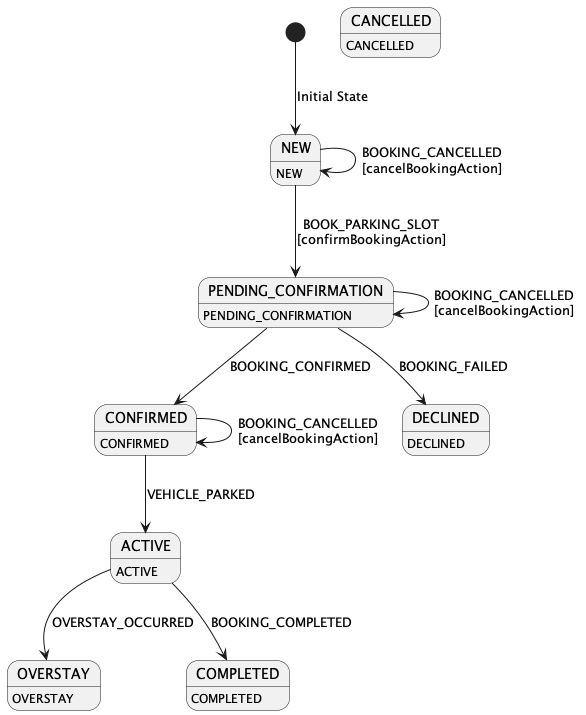 CANCELLED
CANCELLED
Initial State
NEW
NEW
BOOKING_CANCELLED
[cancelBookingAction]
BOOK_PARKING_SLOT
[confirmBookingAction]
PENDING_CONFIRMATION
PENDING_CONFIRMATION
BOOKING_CANCELLED
[cancelBookingAction]
BOOKING_CONFIRMED
BOOKING_FAILED
CONFIRMED
CONFIRMED
BOOKING_CANCELLED
[cancelBookingAction]
DECLINED
DECLINED
VEHICLE_PARKED
ACTIVE
ACTIVE
OVERSTAY_OCCURRED
BOOKING_COMPLETED
OVERSTAY
OVERSTAY
COMPLETED
COMPLETED